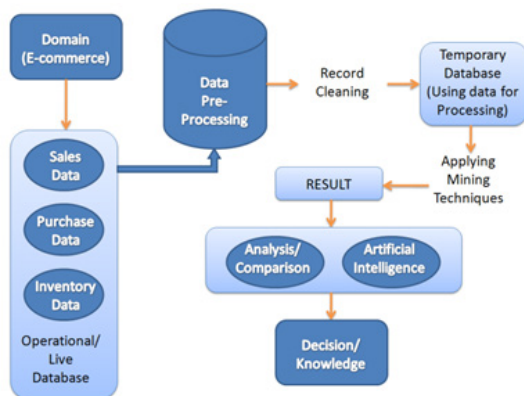 Domain
(E-commerce)
Data
Pre-
Processing
Record
Cleaning
Temporary
Database
(Using data for
Processing)
Sales
Data
Purchase
Data
Inventory
Data
Operational/
Live
Database
Applying
Mining
Techniques
RESULT
Analysis/
Comparison
Artificial
Intelligence
Decision/
Knowledge